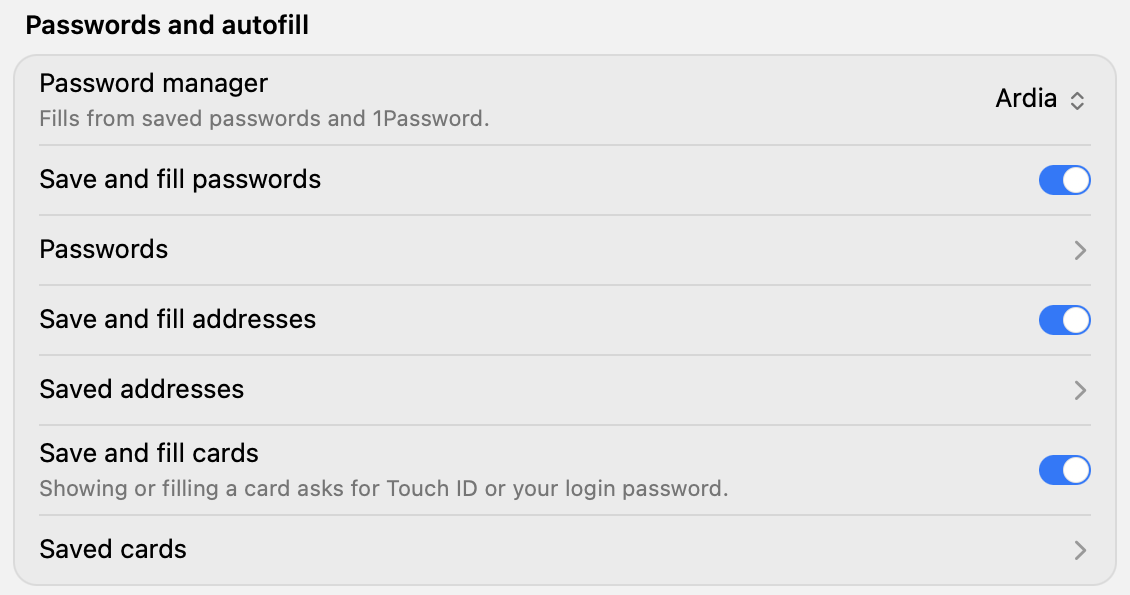 Passwords and autofill
Password manager
Ardia
Fills from saved passwords and 1Password.
Save and fill passwords
Passwords
Save and fill addresses
Saved addresses
Save and fill cards
Showing or filling a card asks for Touch ID or your login password.
Saved cards